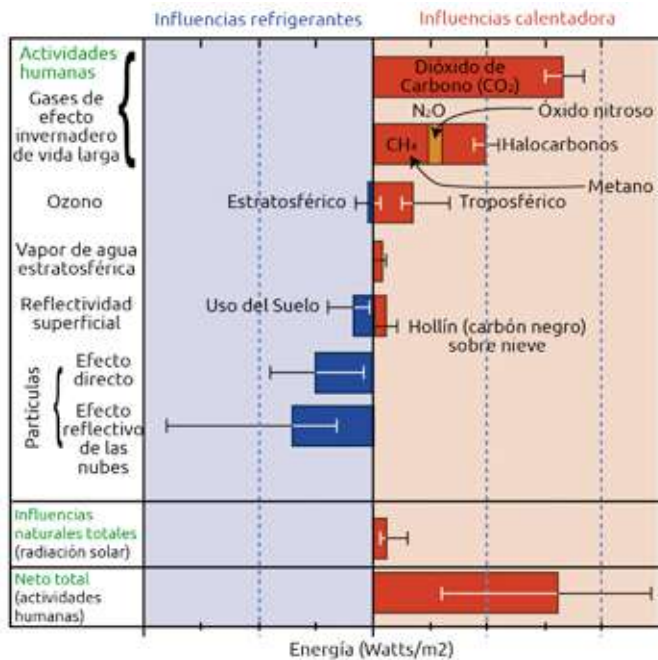 Influencias refrigerantes
Influencias calentadora
Actividades
humanas
Gases de
efecto
invernadero
de vida larga
Dióxido de
Carbono (CO₂)
N₂O
Óxido nitroso
CH₄
Halocarbonos
Metano
Ozono
Estratosférico
Troposférico
Vapor de agua
estratosférica
Reflectividad
superficial
Uso del Suelo
Hollín (carbón negro)
sobre nieve
Partículas
Efecto
directo
Efecto
reflectivo
de las
nubes
Influencias
naturales totales
(radiación solar)
Neto total
(actividades
humanas)
Energía (Watts/m2)